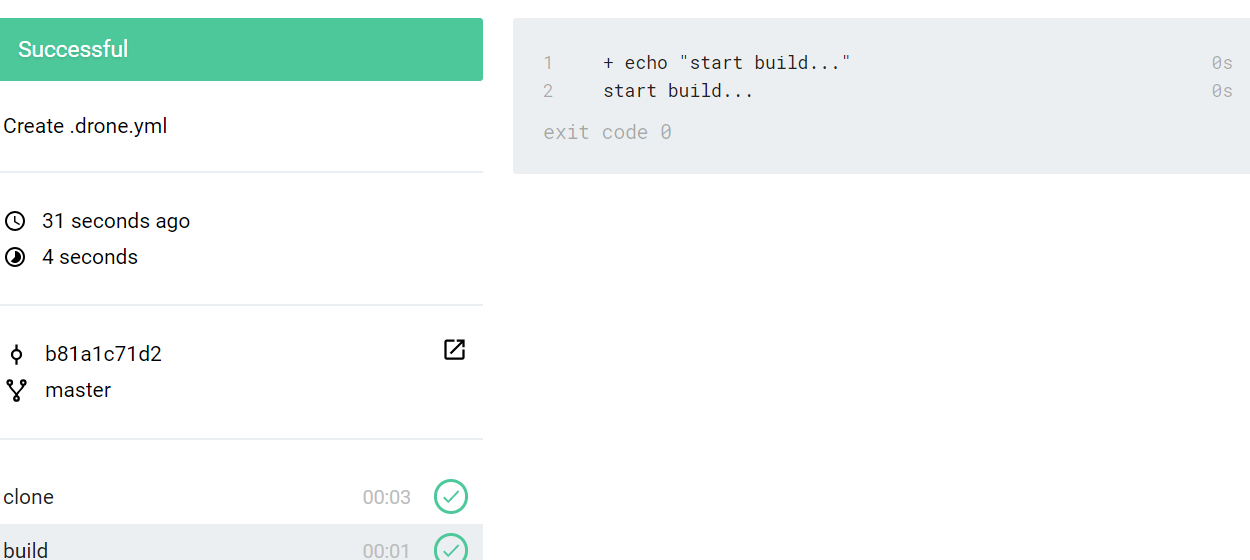 Successful
Create .drone.yml
31 seconds ago
4 seconds
b81a1c71d2
master
clone 00:03
build 00:01
1 + echo "start build..." 0s
2 start build... 0s
exit code 0